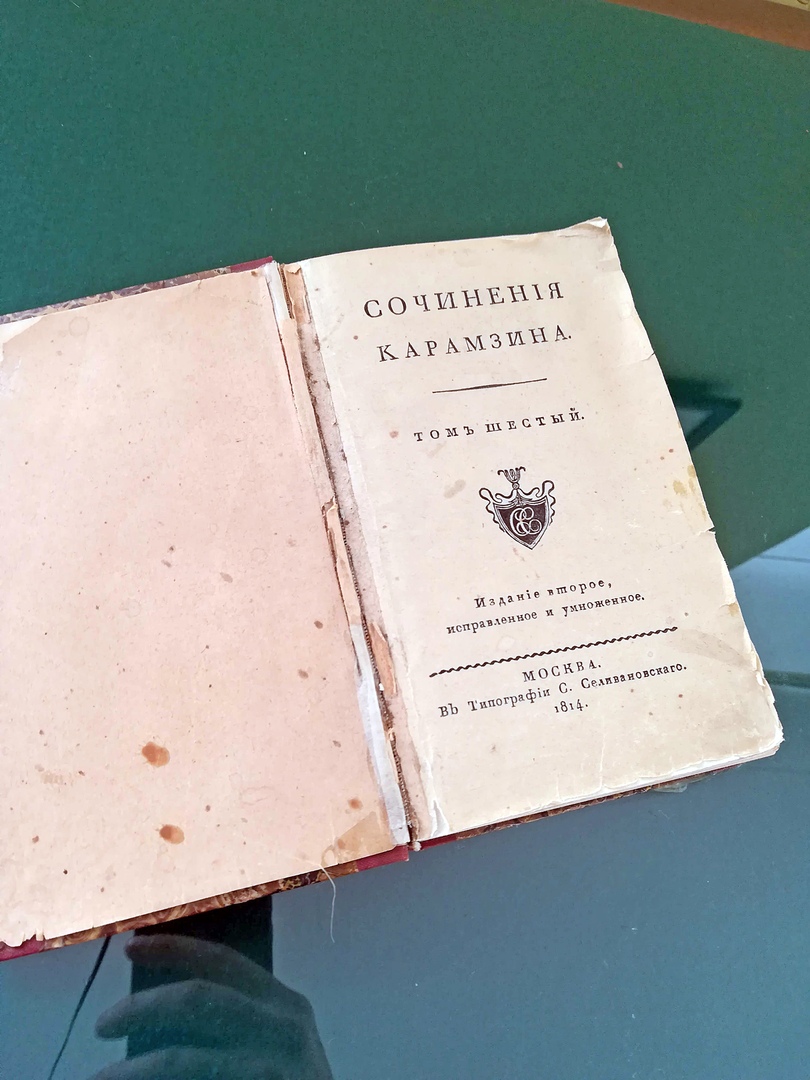 СОЧИНЕНІЯ
КАРАМЗИНА.
ТОМЪ ШЕСТЫЙ.
Изданіе второе,
исправленное и умноженное.
МОСКВА.
Въ Типографіи С. Селивановскаго.
1814.